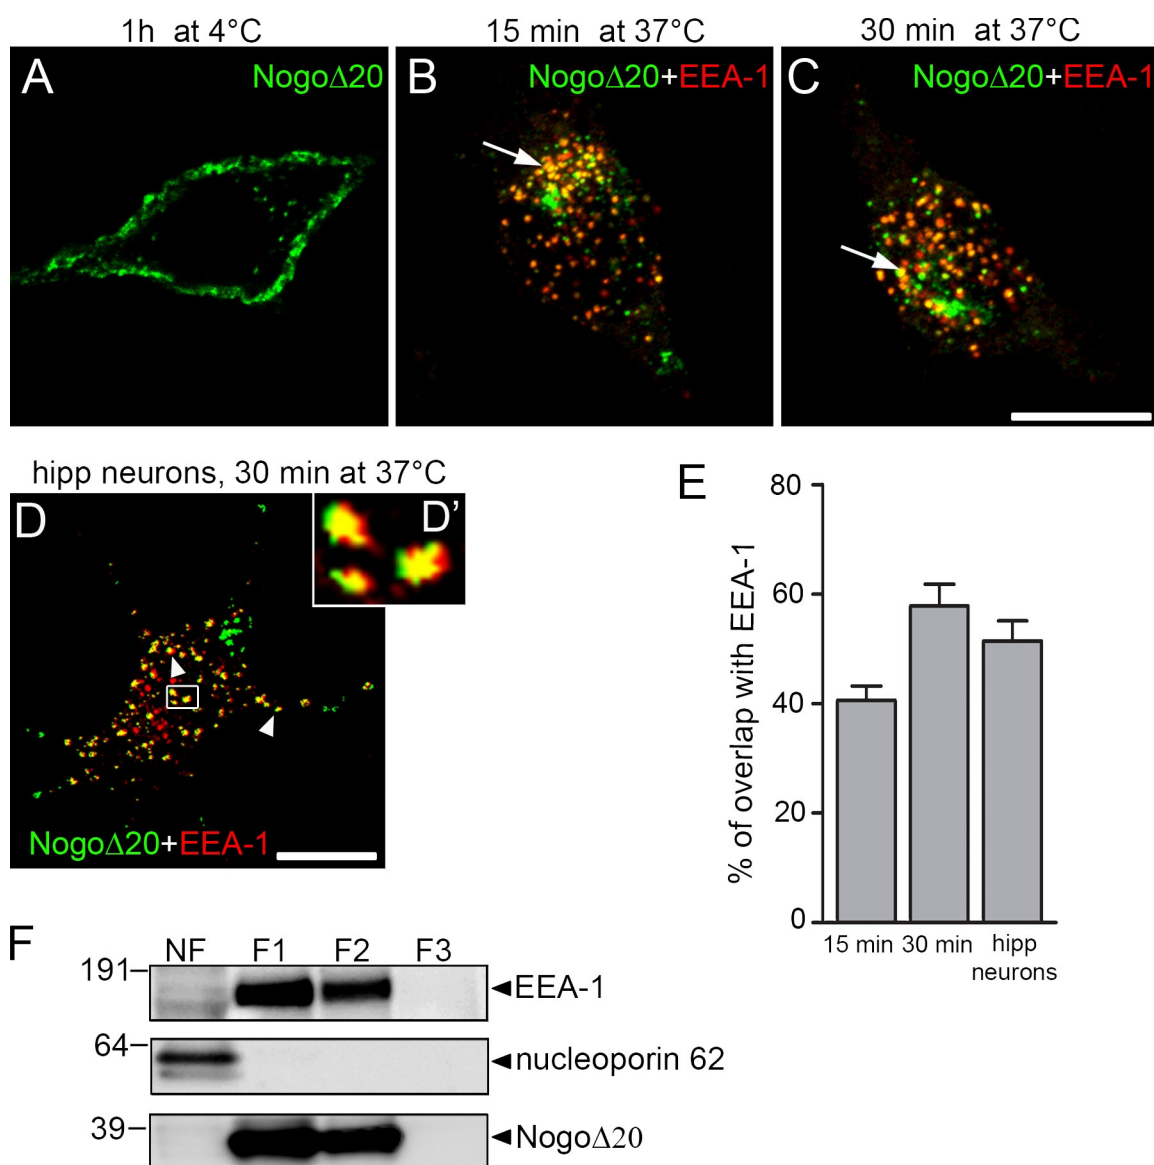 1h at 4°C
15 min at 37°C
30 min at 37°C
A
NogoΔ20
B
NogoΔ20+EEA-1
C
NogoΔ20+EEA-1
hipp neurons, 30 min at 37°C
D
D’
NogoΔ20+EEA-1
E
% of overlap with EEA-1
80
60
40
20
0
15 min
30 min
hipp
neurons
F
NF
F1
F2
F3
191
EEA-1
64
nucleoporin 62
39
NogoΔ20